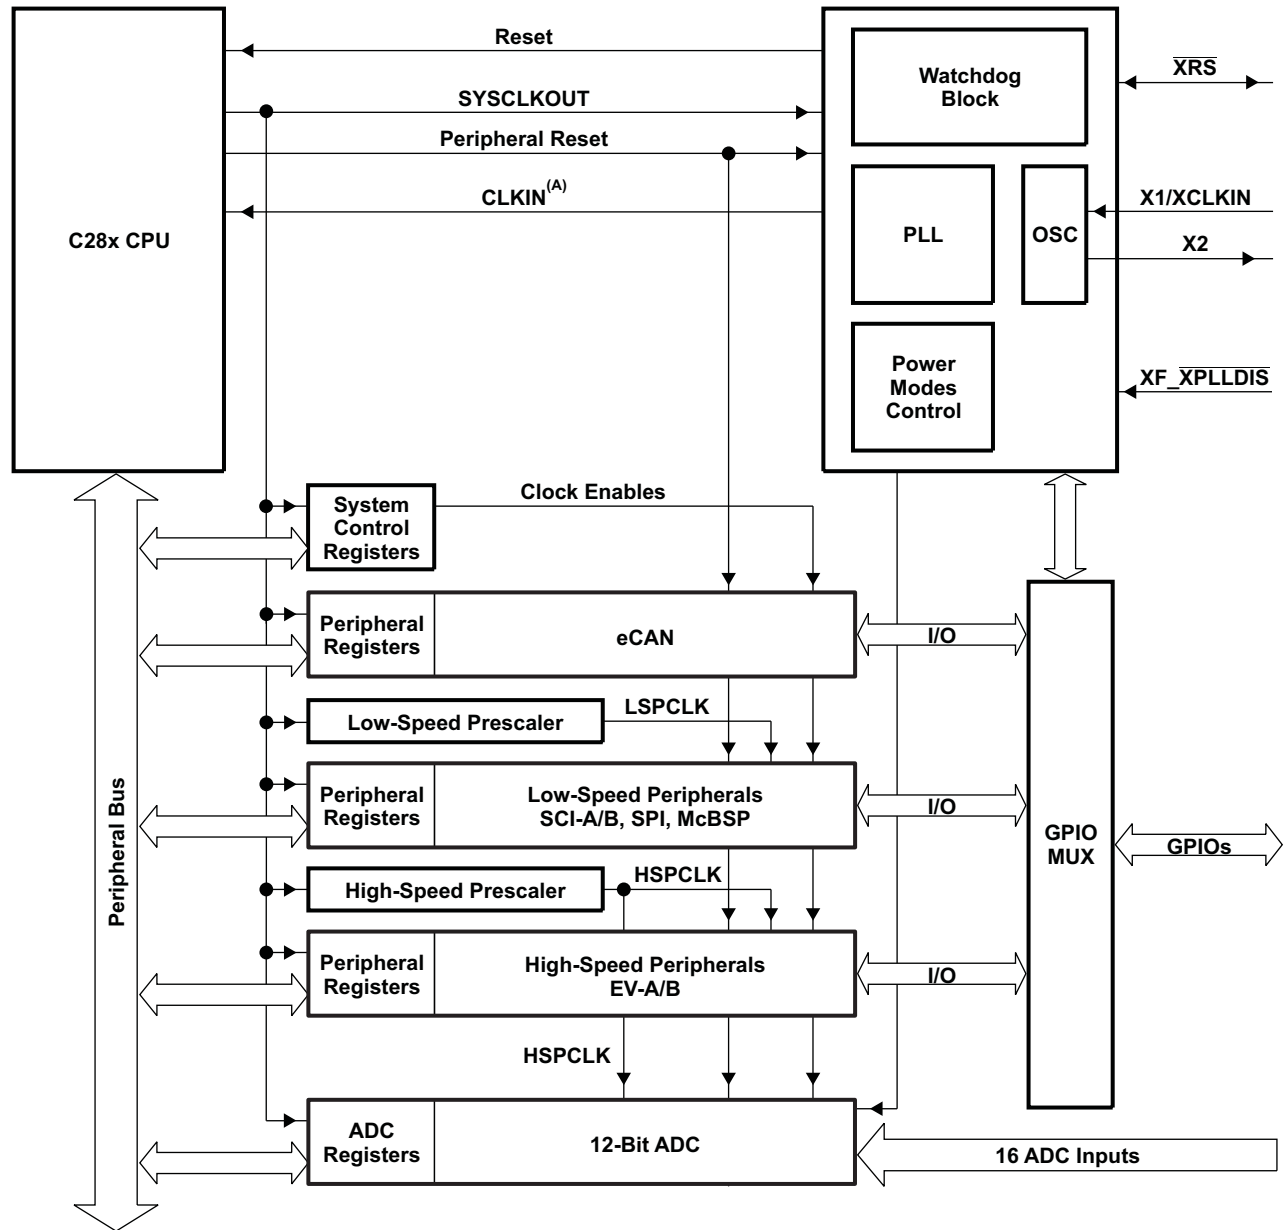 Reset
Watchdog
Block
XRS
SYSCLKOUT
Peripheral Reset
CLKIN(A)
C28x CPU
PLL
OSC
X1/XCLKIN
X2
Power
Modes
Control
XF_XPLLDIS
Clock Enables
System
Control
Registers
Peripheral
Registers
eCAN
I/O
Low-Speed Prescaler
LSPCLK
Peripheral Bus
Peripheral
Registers
Low-Speed Peripherals
SCI-A/B, SPI, McBSP
I/O
GPIO
MUX
GPIOs
High-Speed Prescaler
HSPCLK
Peripheral
Registers
High-Speed Peripherals
EV-A/B
I/O
HSPCLK
ADC
Registers
12-Bit ADC
16 ADC Inputs